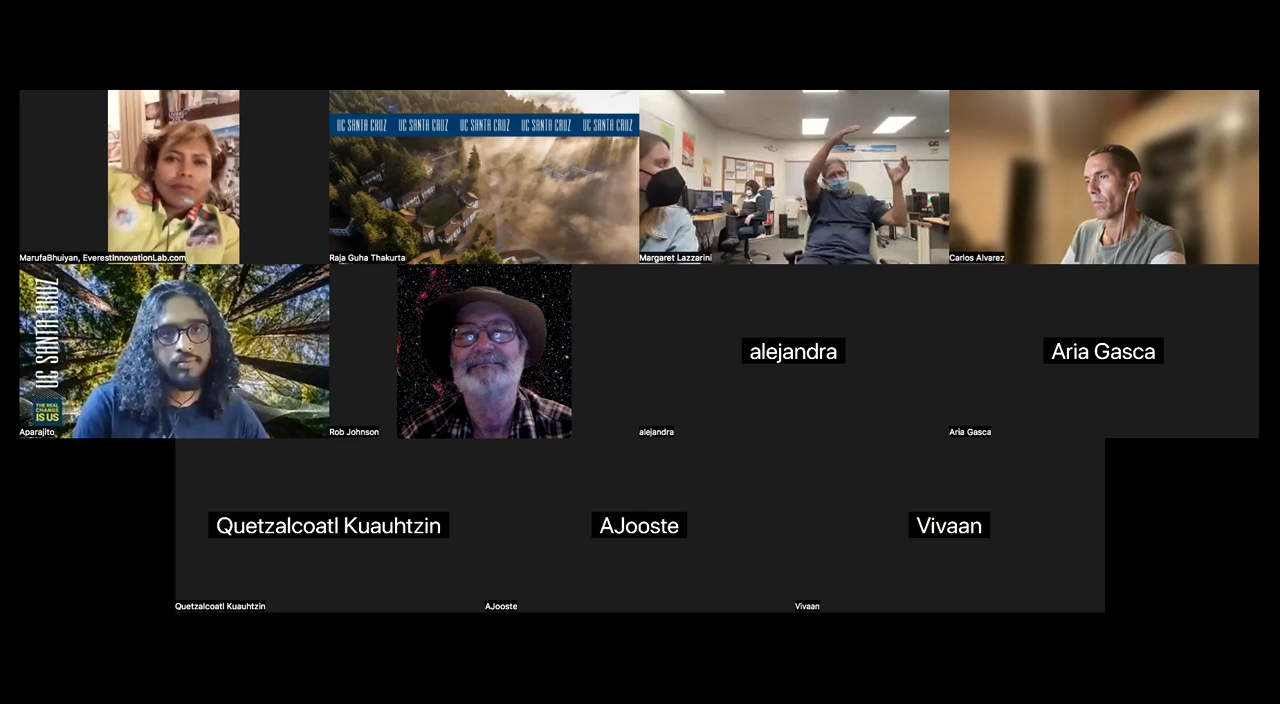 UC SANTA CRUZ UC SANTA CRUZ UC SANTA CRUZ UC SANTA CRUZ UC SANTA CRUZ
MarufaBhuiyan, EverestInnovationLab.com
Raja Guha Thakurta
Margaret Lazzarini
Carlos Alvarez
UC SANTA CRUZ
THE REAL
CHANGE
IS US
Aparajito
Rob Johnson
alejandra
alejandra
Aria Gasca
Aria Gasca
Quetzalcoatl Kuauhtzin
Quetzalcoatl Kuauhtzin
AJooste
AJooste
Vivaan
Vivaan